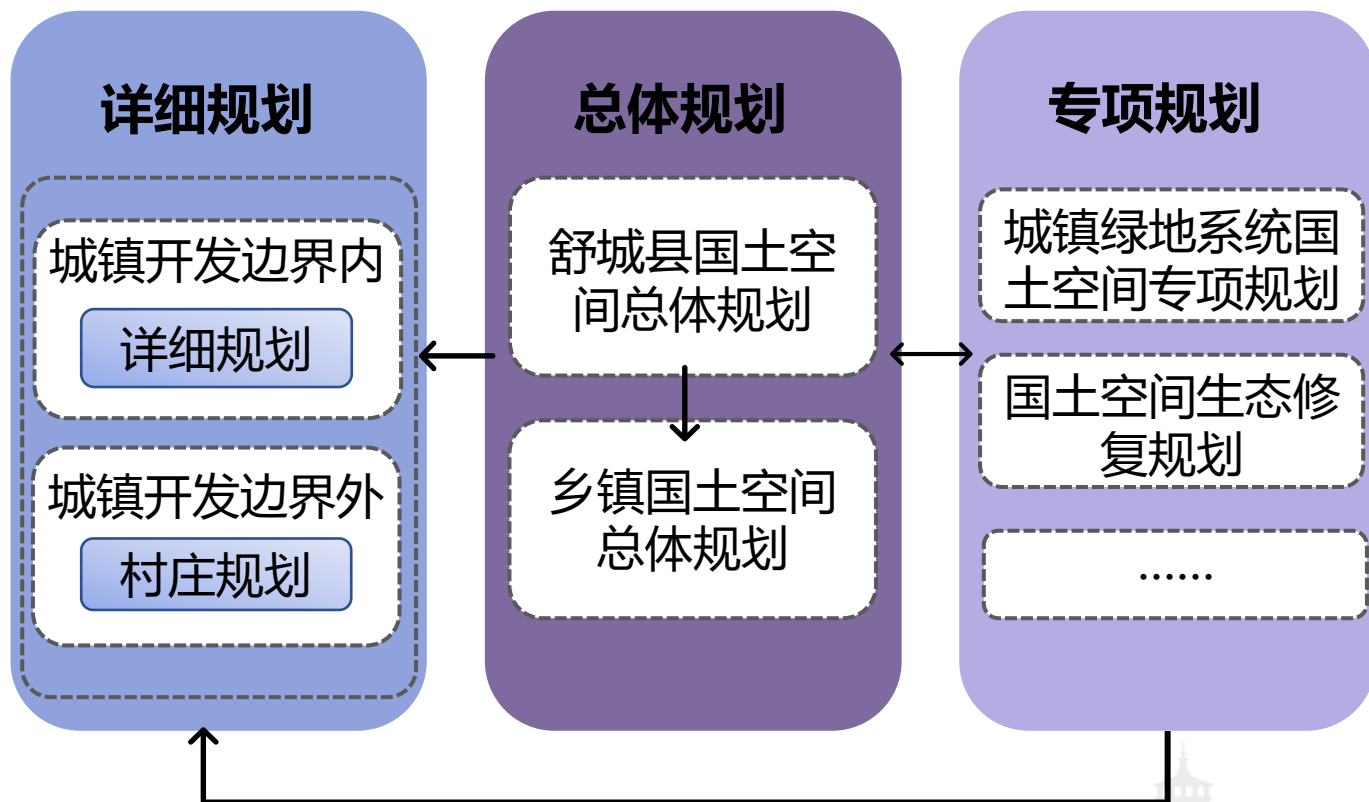 详细规划
城镇开发边界内
详细规划
城镇开发边界外
村庄规划
总体规划
舒城县国土空
间总体规划
乡镇国土空间
总体规划
专项规划
城镇绿地系统国
土空间专项规划
国土空间生态修
复规划
......